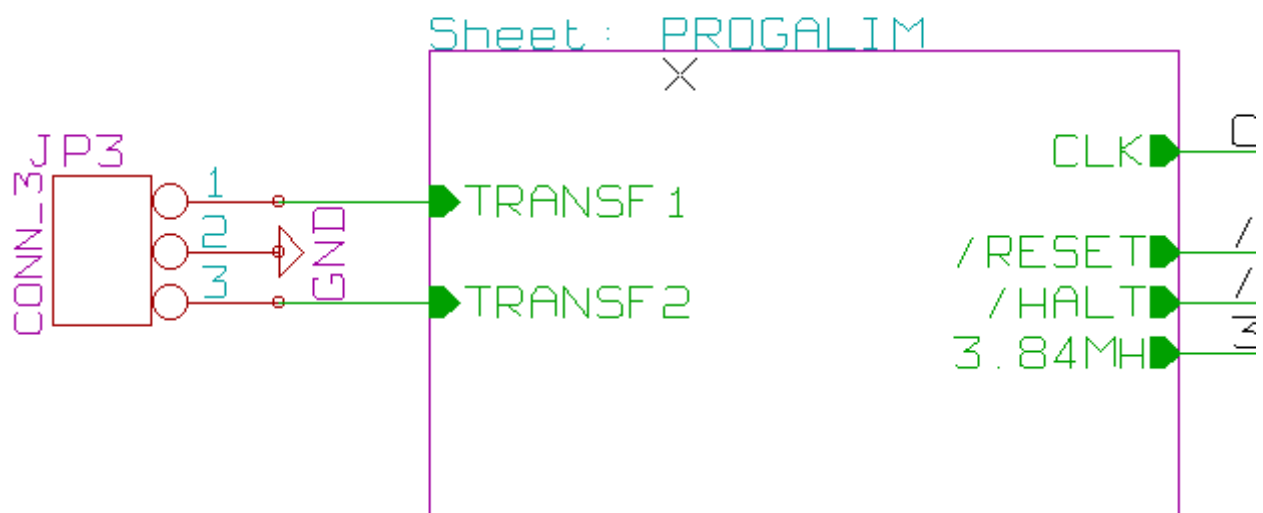 Sheet: PROGALIM
JP3
CONN_3
1
2
3
GND
TRANSF1
TRANSF2
CLK
/RESET
/HALT
3.84MH
/
/